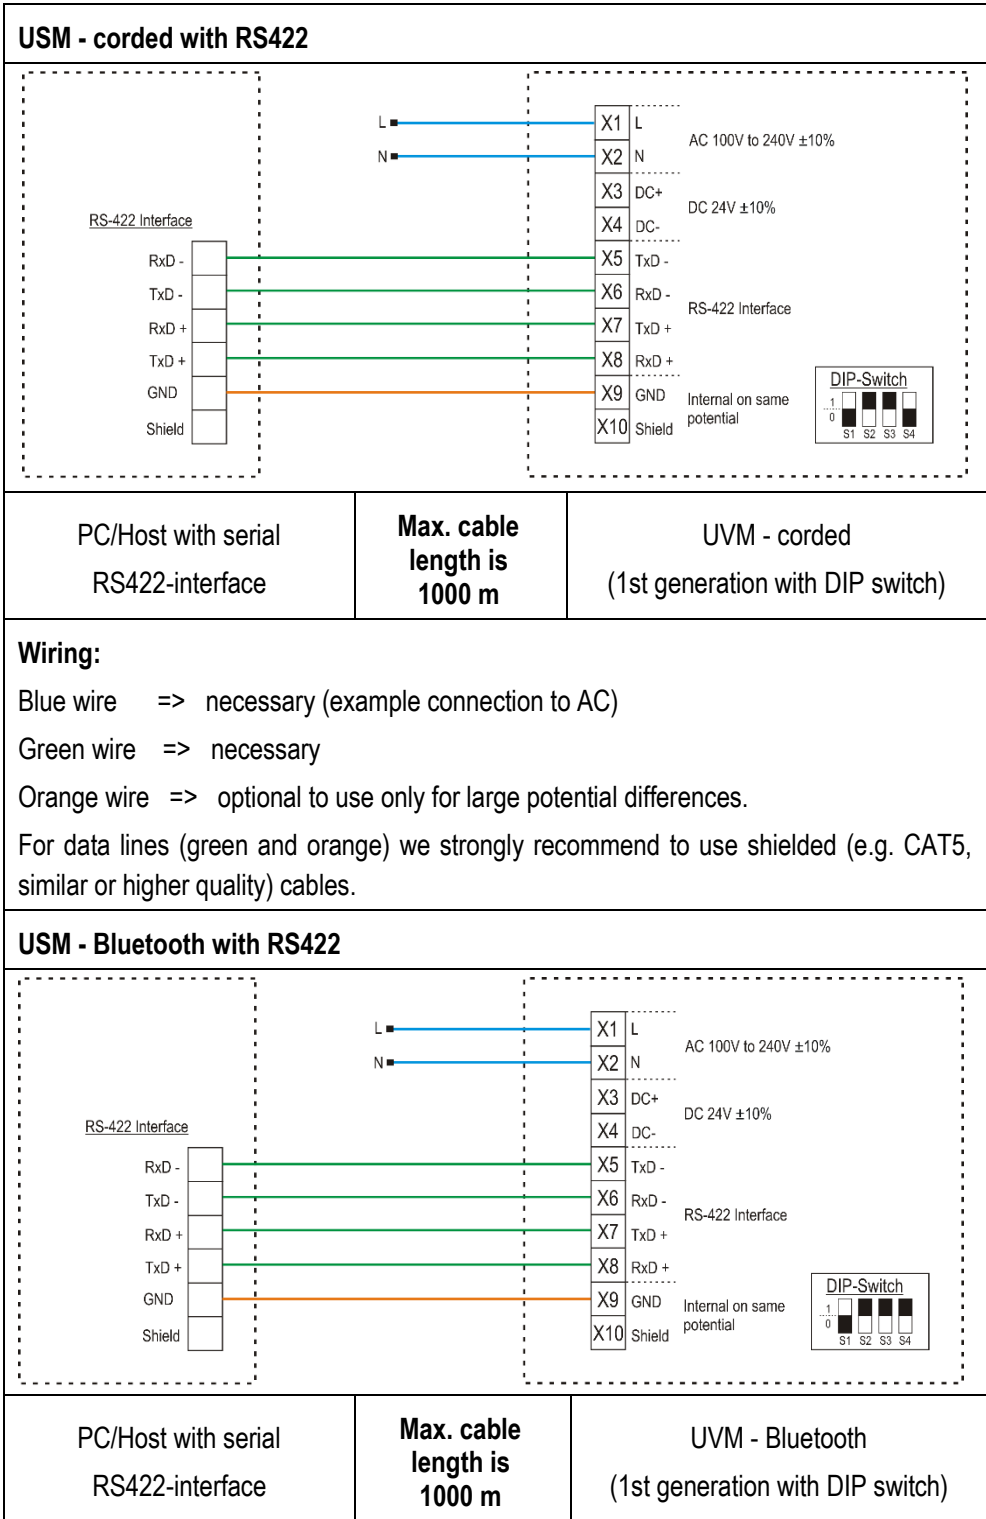 USM - corded with RS422
L
N
X1 L
X2 N
AC 100V to 240V ±10%
X3 DC+
X4 DC-
DC 24V ±10%
RS-422 Interface
RxD - X5 TxD -
TxD - X6 RxD -
RS-422 Interface
RxD + X7 TxD +
TxD + X8 RxD +
GND X9 GND
Shield X10 Shield
Internal on same
potential
DIP-Switch
1
0
S1 S2 S3 S4
PC/Host with serial
RS422-interface
Max. cable
length is
1000 m
UVM - corded
(1st generation with DIP switch)
Wiring:
Blue wire => necessary (example connection to AC)
Green wire => necessary
Orange wire => optional to use only for large potential differences.
For data lines (green and orange) we strongly recommend to use shielded (e.g. CAT5,
similar or higher quality) cables.
USM - Bluetooth with RS422
L
N
X1 L
X2 N
AC 100V to 240V ±10%
X3 DC+
X4 DC-
DC 24V ±10%
RS-422 Interface
RxD - X5 TxD -
TxD - X6 RxD -
RS-422 Interface
RxD + X7 TxD +
TxD + X8 RxD +
GND X9 GND
Shield X10 Shield
Internal on same
potential
DIP-Switch
1
0
S1 S2 S3 S4
PC/Host with serial
RS422-interface
Max. cable
length is
1000 m
UVM - Bluetooth
(1st generation with DIP switch)